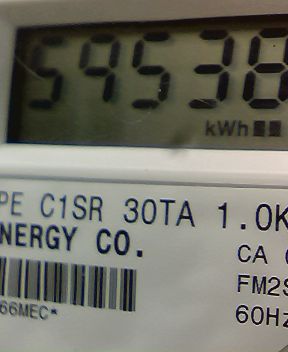 59538
kWh
PE C1SR 30TA 1.0K
NERGY CO.
CA
FM2S
66MEC*
60Hz